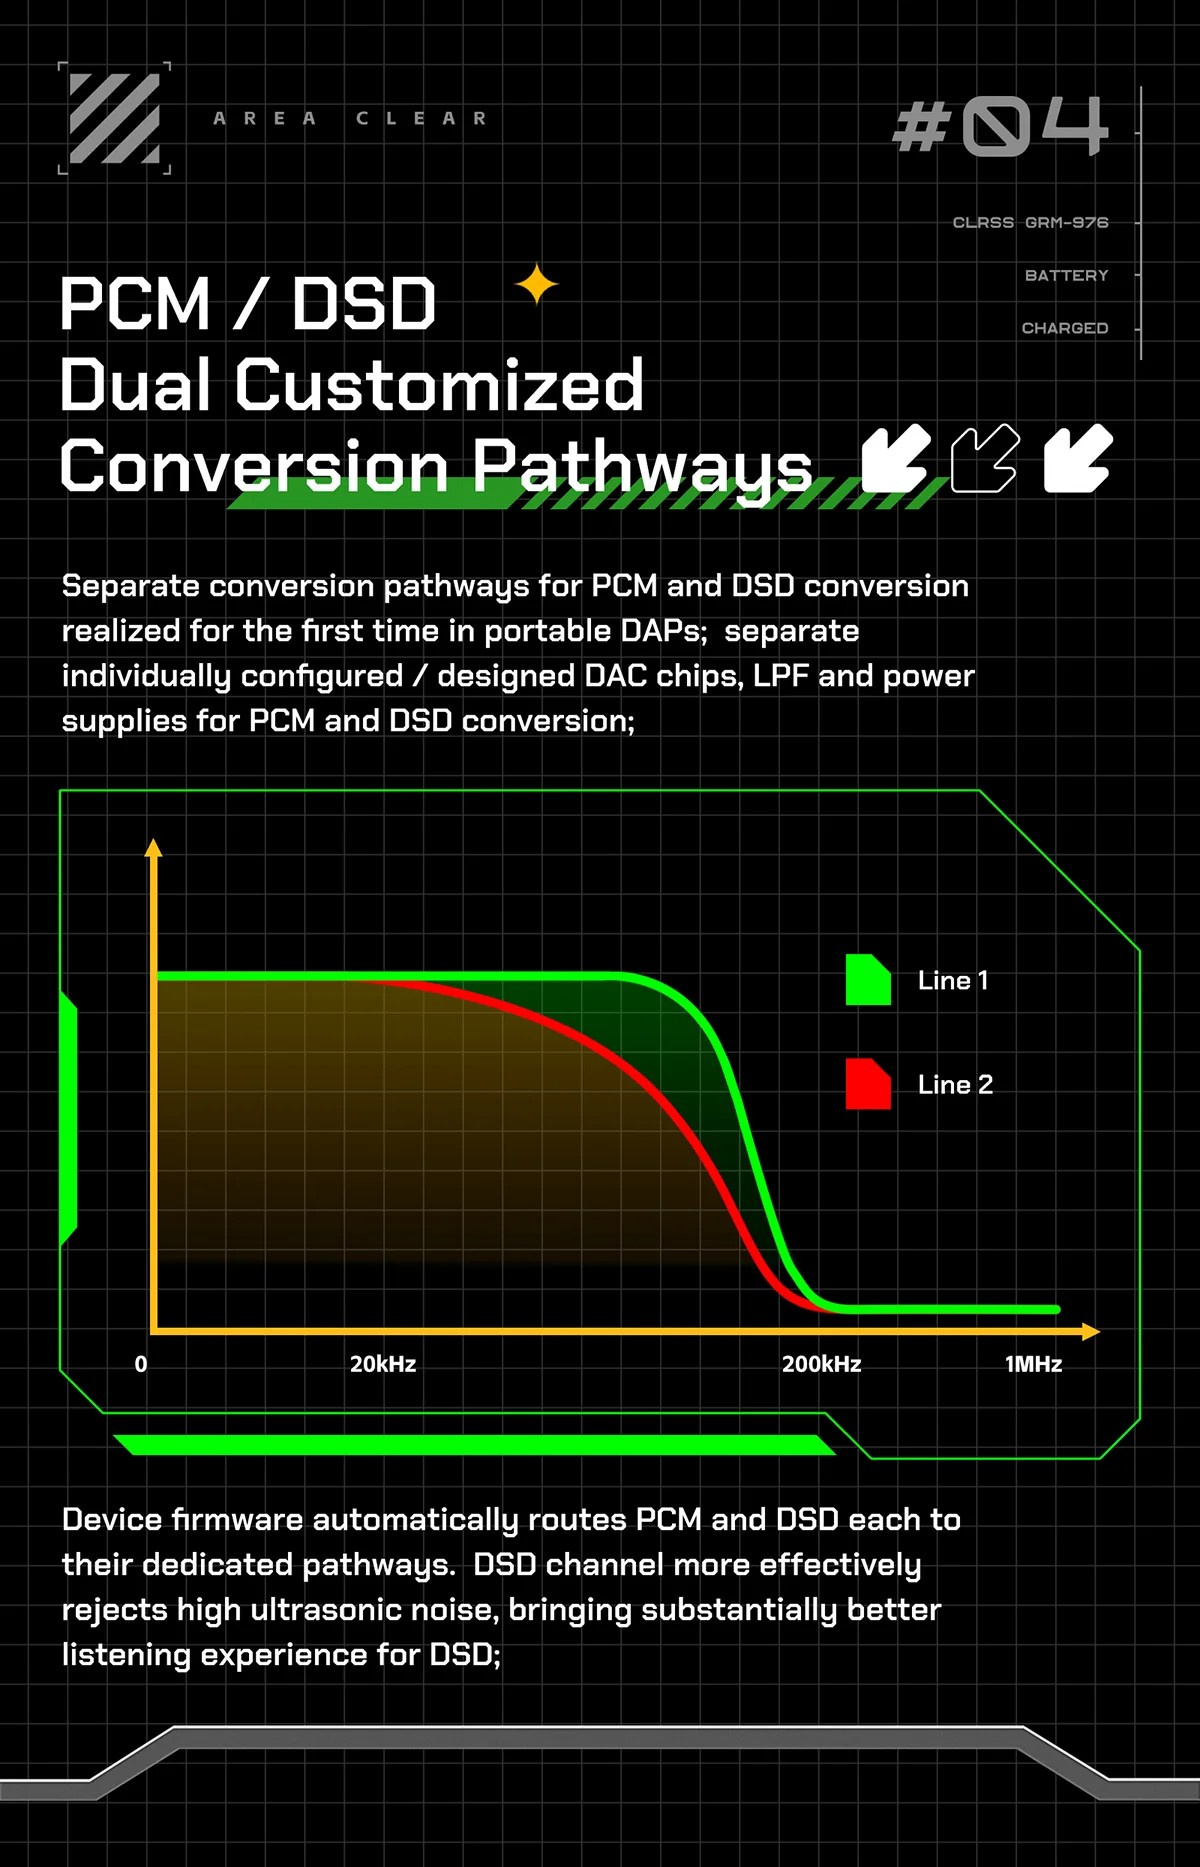 AREA CLEAR
#04
CLRSS GRM-976
BATTERY
CHARGED
PCM / DSD
Dual Customized
Conversion Pathways
Separate conversion pathways for PCM and DSD conversion
realized for the first time in portable DAPs;  separate
individually configured / designed DAC chips, LPF and power
supplies for PCM and DSD conversion;
Line 1
Line 2
0 20kHz 200kHz 1MHz
Device firmware automatically routes PCM and DSD each to
their dedicated pathways.  DSD channel more effectively
rejects high ultrasonic noise, bringing substantially better
listening experience for DSD;